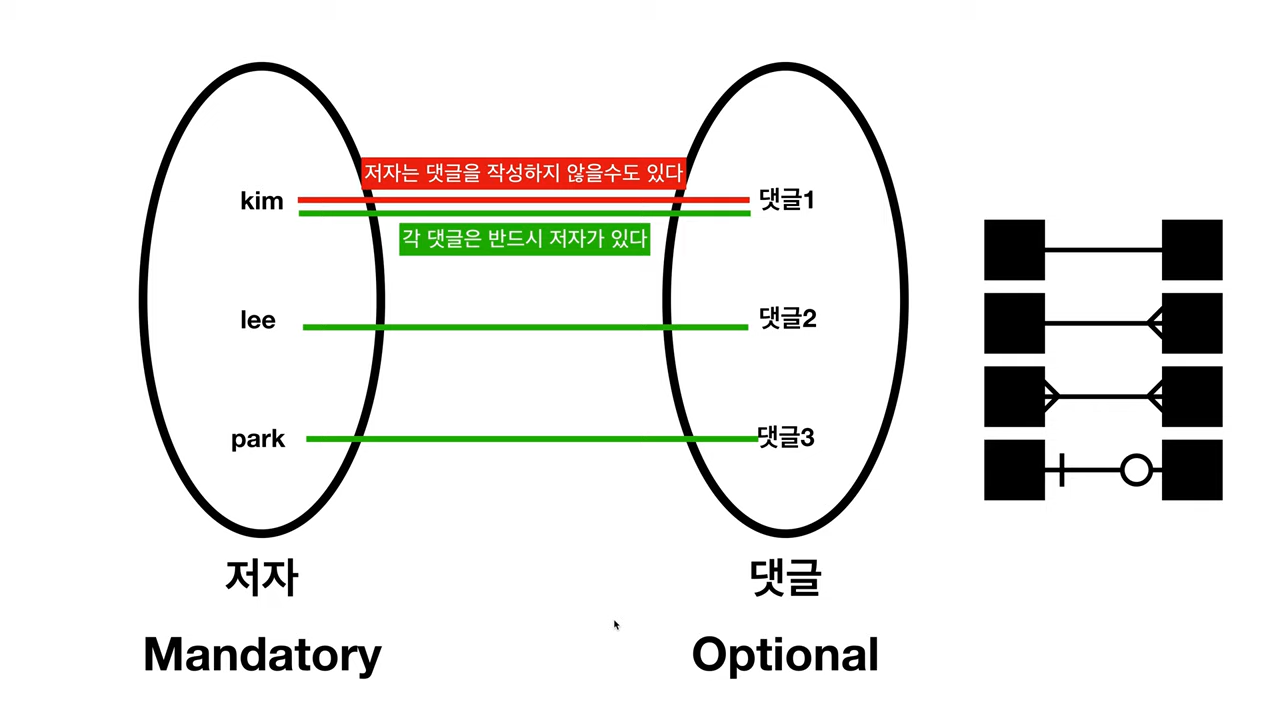 저자는 댓글을 작성하지 않을수도 있다
kim
댓글1
각 댓글은 반드시 저자가 있다
lee
댓글2
park
댓글3
저자
댓글
Mandatory
Optional